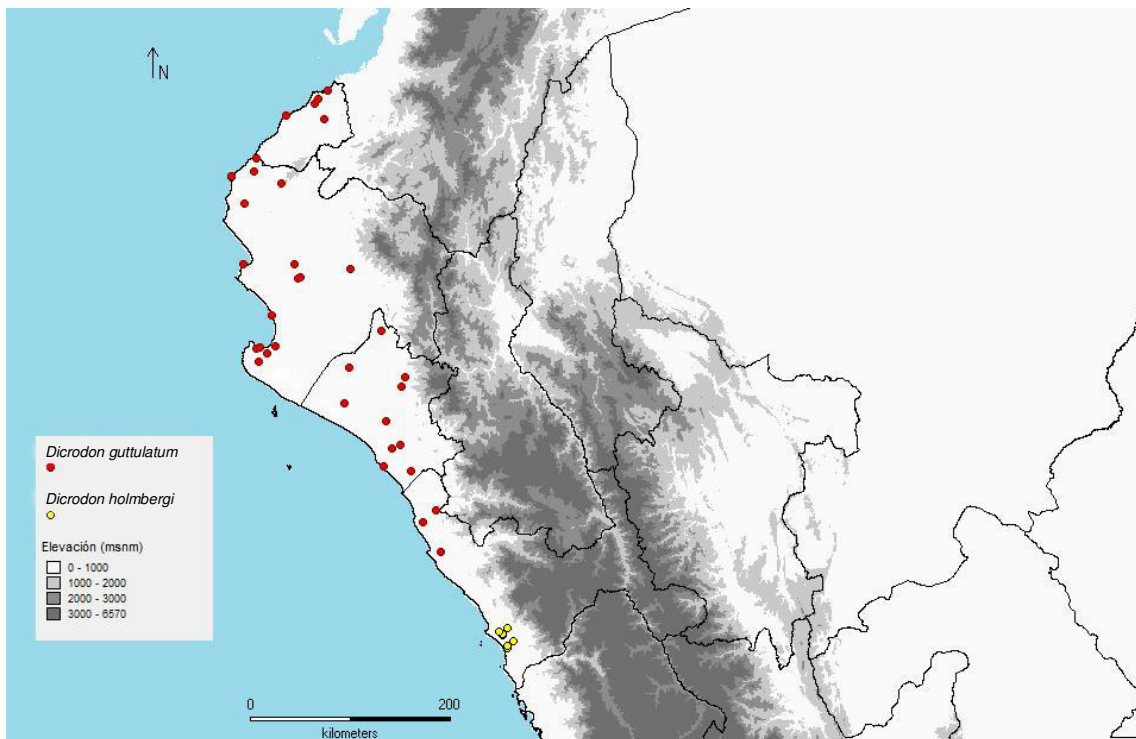 N
Dicrodon guttulatum
Dicrodon holmbergi
Elevación (msnm)
0 - 1000
1000 - 2000
2000 - 3000
3000 - 6570
0 200
kilometers